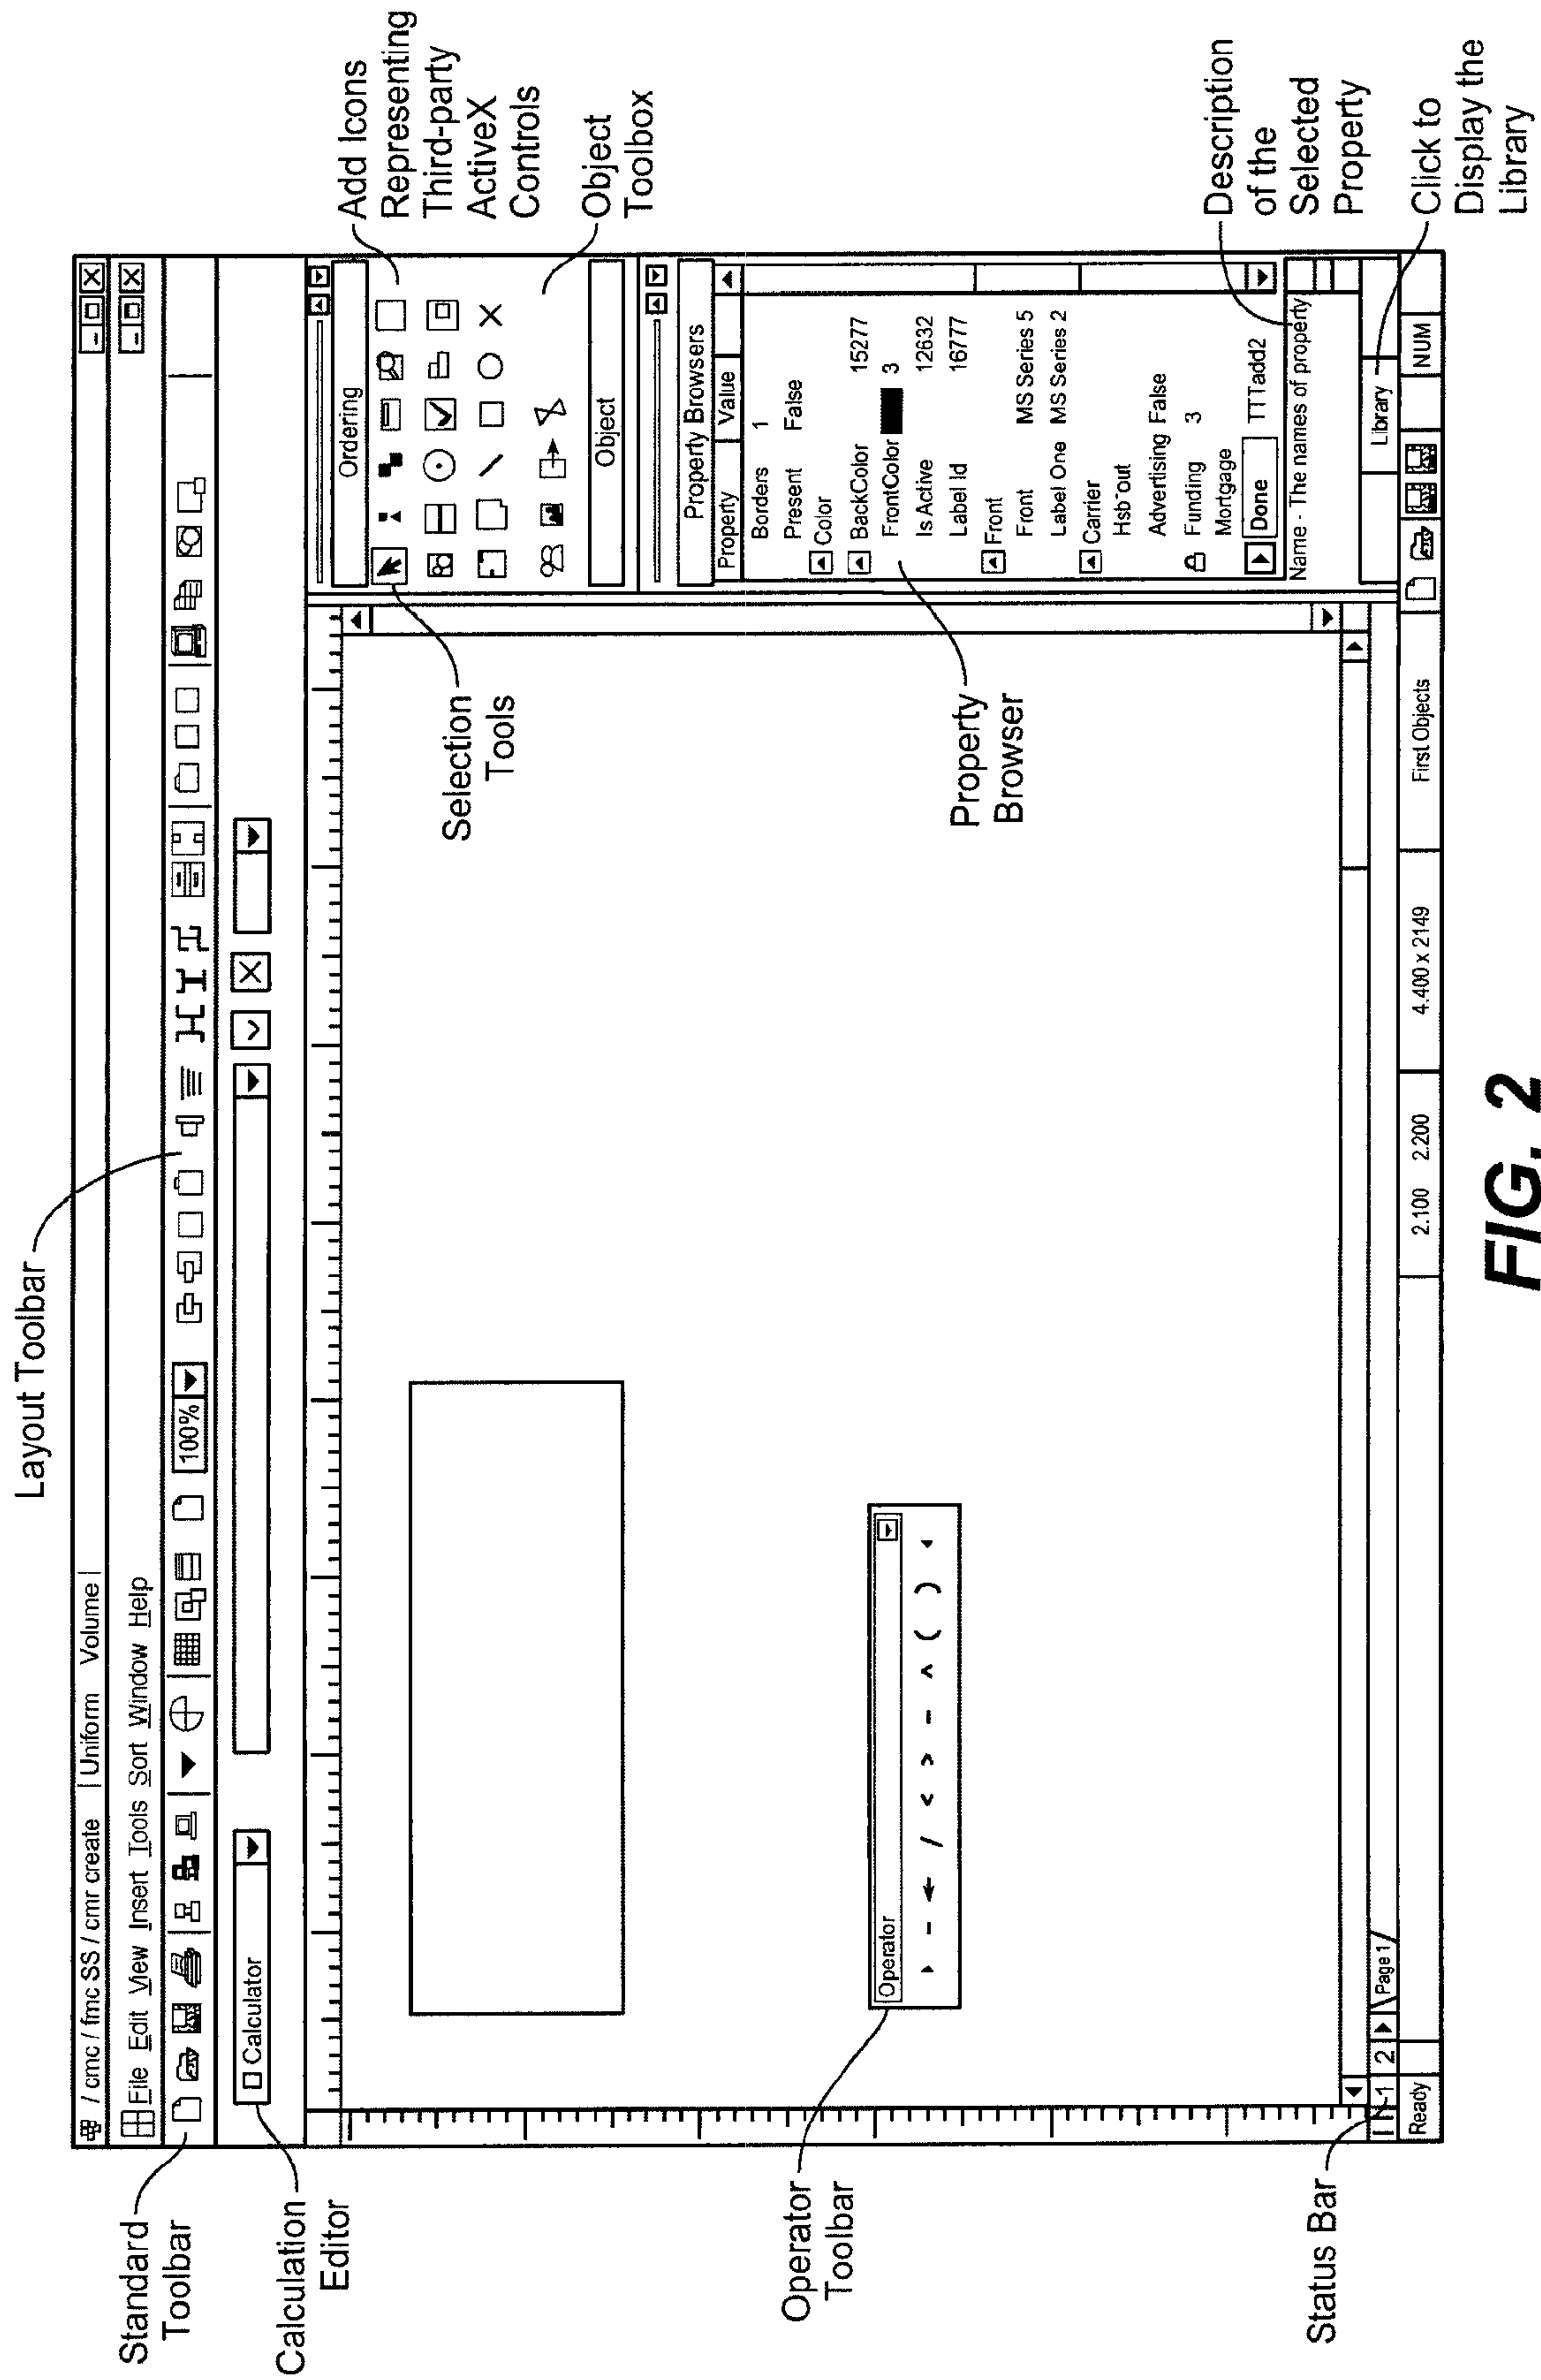 Layout Toolbar
Standard
Toolbar
Calculation
Editor
/ cmc / fmc SS / cmr create | Uniform Volume |
File Edit View Insert Tools Sort Window Help
100%
Calculator
Add Icons
Representing
Third-party
ActiveX
Controls
Object
Toolbox
Ordering
Object
Selection
Tools
Property Browsers
Property Value
Borders 1
Present False
Color
BackColor 15277
FrontColor 3
Is Active 12632
Label Id 16777
Front
Front MS Series 5
Label One MS Series 2
Carrier
Hsb-out
Advertising False
Funding 3
Mortgage
Done TTTadd2
Name - The names of property
Library
Property
Browser
Description
of the
Selected
Property
Click to
Display the
Library
Operator
- / < > - ^ ( )
Operator
Toolbar
Status Bar
-1 2 Page 1
Ready 2.100 2.200 4.400 x 2149 First Objects NUM
FIG. 2